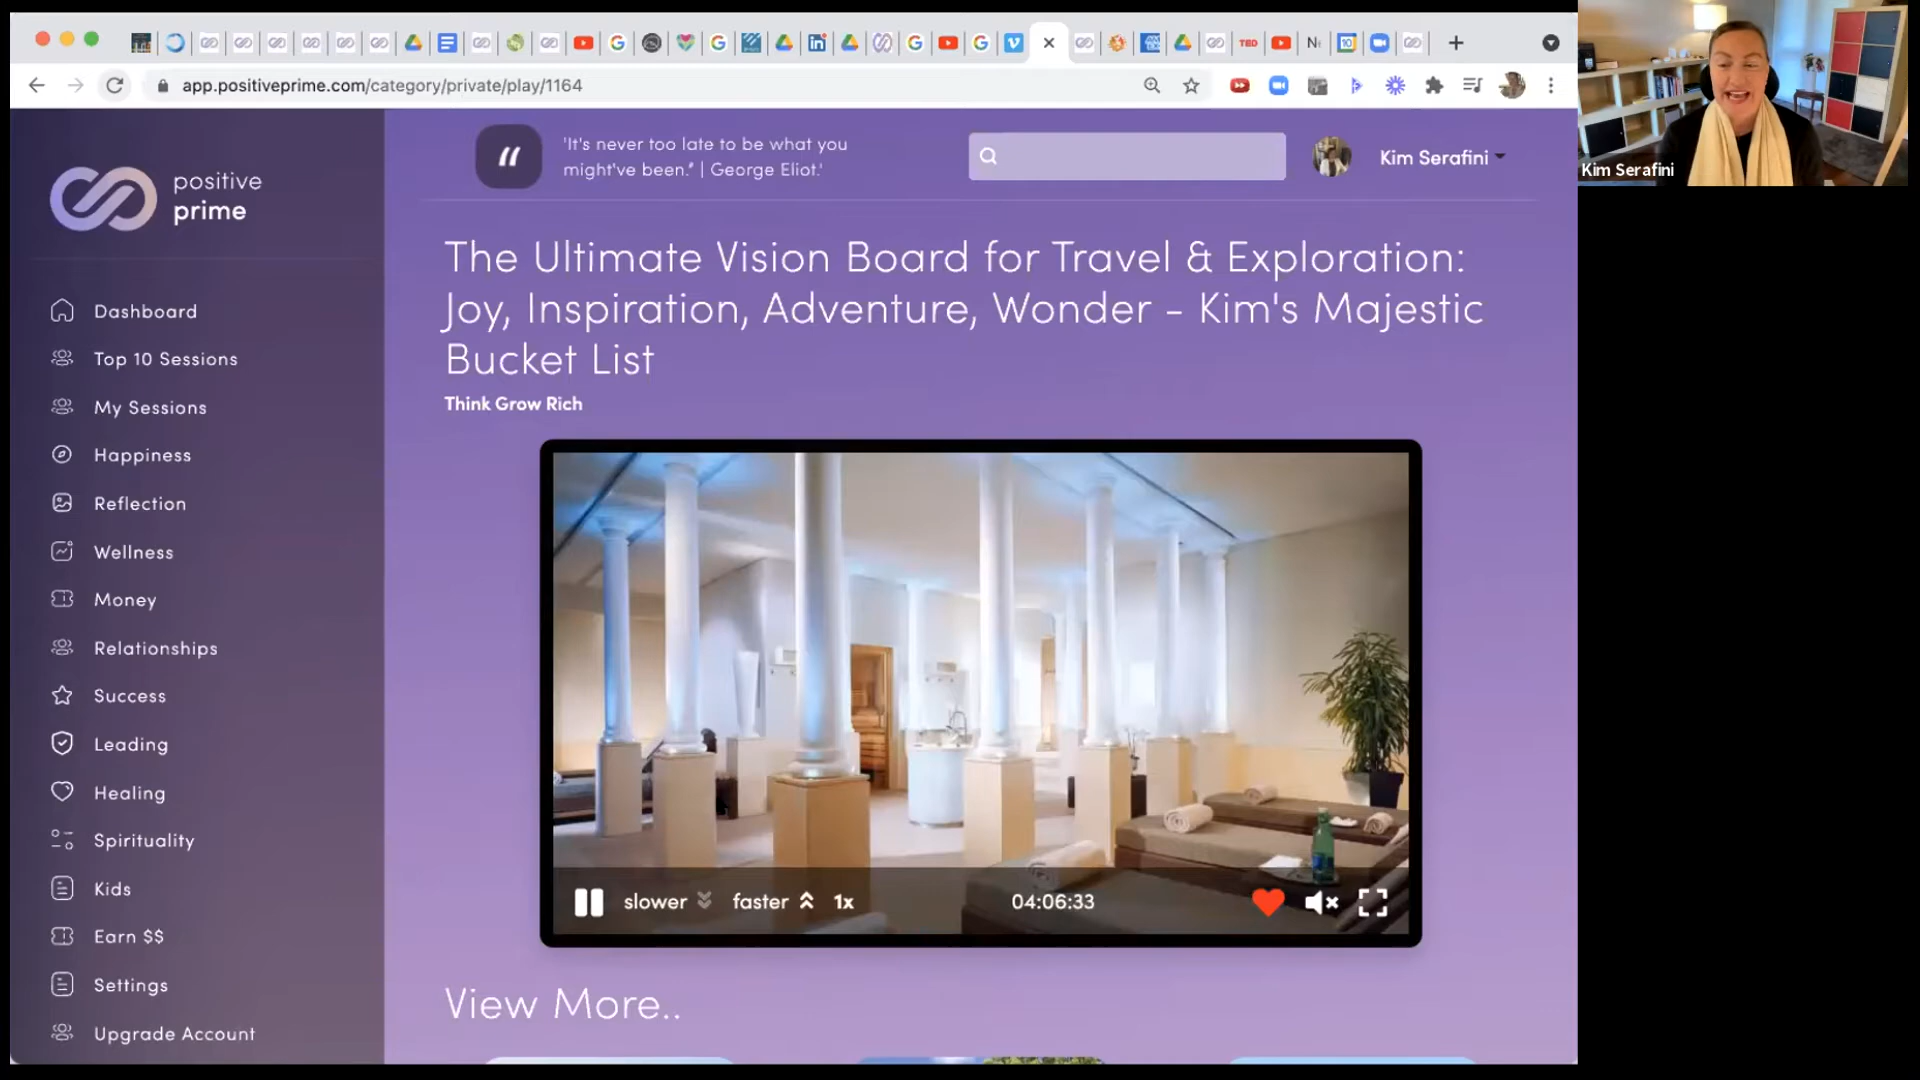 app.positiveprime.com/category/private/play/1164
Kim Serafini
positive
prime
'It's never too late to be what you
might've been.” | George Eliot.'
Kim Serafini
Dashboard
Top 10 Sessions
My Sessions
Happiness
Reflection
Wellness
Money
Relationships
Success
Leading
Healing
Spirituality
Kids
Earn $$
Settings
Upgrade Account
The Ultimate Vision Board for Travel & Exploration:
Joy, Inspiration, Adventure, Wonder - Kim's Majestic
Bucket List
Think Grow Rich
slower faster 1x 04:06:33
View More..